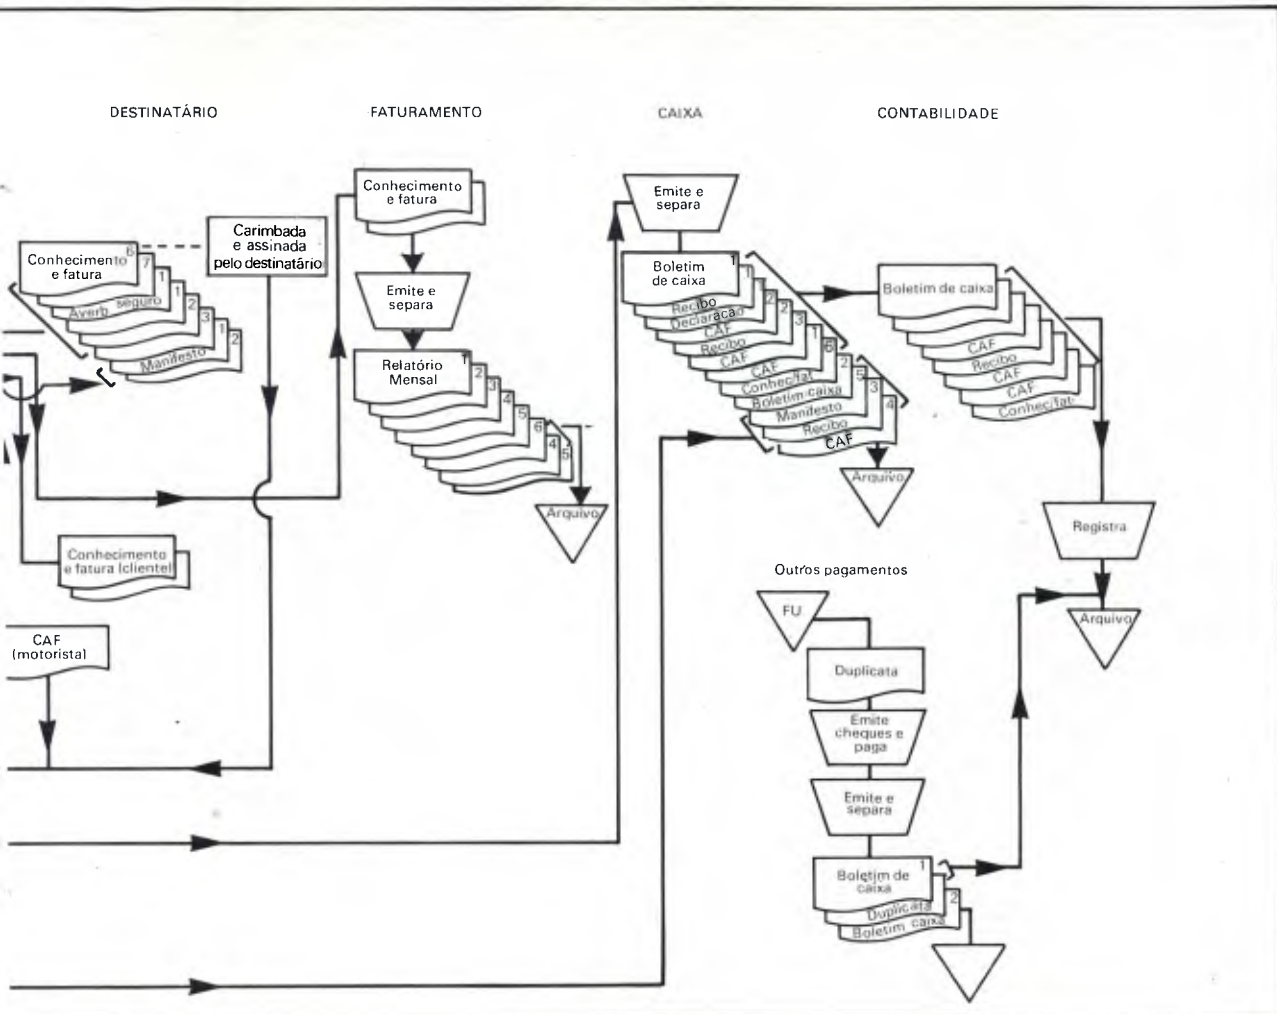 DESTINATÁRIO
FATURAMENTO
CAIXA
CONTABILIDADE
Conhecimento
e fatura
6
7
1
1
2
3
1
2
Averb seguro
Manifesto
Carimbada
e assinada
pelo destinatário
Conhecimento
e fatura (cliente)
CAF
(motorista)
Conhecimento
e fatura
Emite e
separa
Relatório
Mensal
1
2
3
4
5
6
4
5
Arquivo
Emite e
separa
Boletim
de caixa
1
1
1
2
2
3
1
6
2
5
3
4
Recibo
Declaração
CAF
Recibo
CAF
CAF
Conhec/fat
Boletim caixa
Manifesto
Recibo
CAF
Arquivo
Boletim de caixa
CAF
Recibo
CAF
CAF
Conhec/fat
Registra
Arquivo
Outros pagamentos
FU
Duplicata
Emite
cheques e
paga
Emite e
separa
Boletim de
caixa
1
2
Duplicata
Boletim caixa